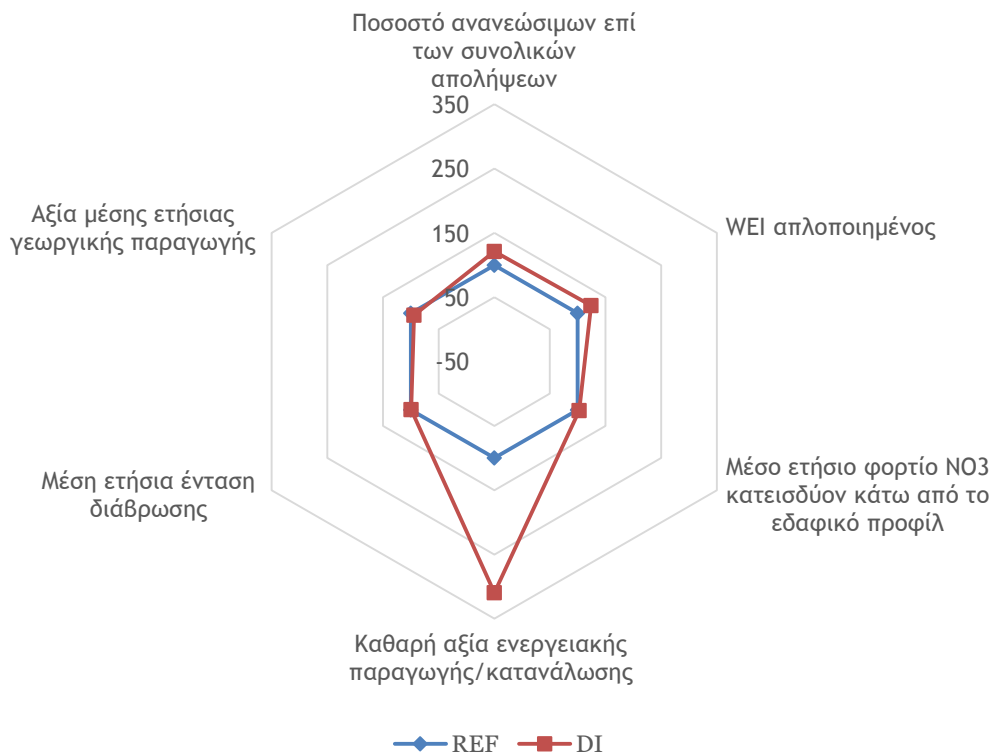 Ποσοστό ανανεώσιμων επί
των συνολικών
απολήψεων
350
250
150
50
-50
WEI απλοποιημένος
Μέσο ετήσιο φορτίο NO3
κατεισδύον κάτω από το
εδαφικό προφίλ
Καθαρή αξία ενεργειακής
παραγωγής/κατανάλωσης
Μέση ετήσια ένταση
διάβρωσης
Αξία μέσης ετήσιας
γεωργικής παραγωγής
REF DI